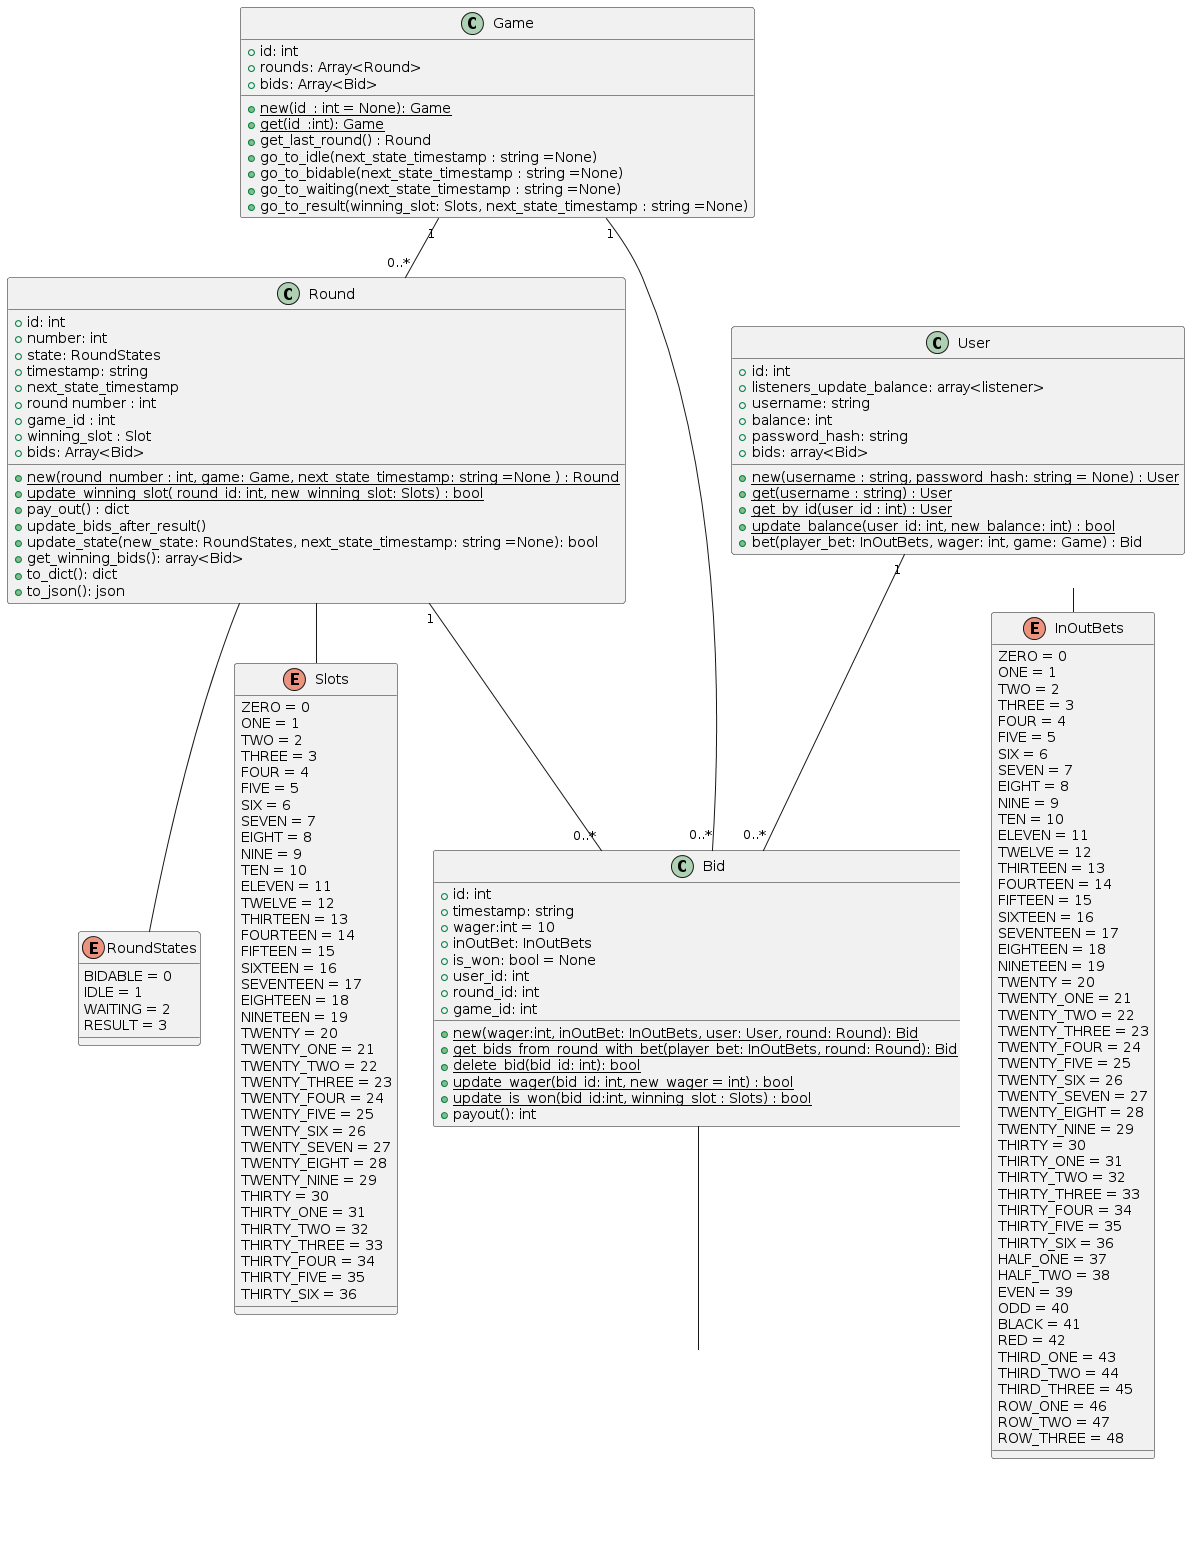 C Game
id: int
rounds: Array<Round>
bids: Array<Bid>
new(id : int = None): Game
get(id :int): Game
get_last_round() : Round
go_to_idle(next_state_timestamp : string =None)
go_to_bidable(next_state_timestamp : string =None)
go_to_waiting(next_state_timestamp : string =None)
go_to_result(winning_slot: Slots, next_state_timestamp : string =None)
1
1
0..*
C Round
id: int
number: int
state: RoundStates
timestamp: string
next_state_timestamp
round number : int
game_id : int
winning_slot : Slot
bids: Array<Bid>
new(round_number : int, game: Game, next_state_timestamp: string =None ) : Round
update_winning_slot( round_id: int, new_winning_slot: Slots) : bool
pay_out() : dict
update_bids_after_result()
update_state(new_state: RoundStates, next_state_timestamp: string =None): bool
get_winning_bids(): array<Bid>
to_dict(): dict
to_json(): json
C User
id: int
listeners_update_balance: array<listener>
username: string
balance: int
password_hash: string
bids: array<Bid>
new(username : string, password_hash: string = None) : User
get(username : string) : User
get_by_id(user_id : int) : User
update_balance(user_id: int, new_balance: int) : bool
bet(player_bet: InOutBets, wager: int, game: Game) : Bid
1
1
E Slots
ZERO = 0
ONE = 1
TWO = 2
THREE = 3
FOUR = 4
FIVE = 5
SIX = 6
SEVEN = 7
EIGHT = 8
NINE = 9
TEN = 10
ELEVEN = 11
TWELVE = 12
THIRTEEN = 13
FOURTEEN = 14
FIFTEEN = 15
SIXTEEN = 16
SEVENTEEN = 17
EIGHTEEN = 18
NINETEEN = 19
TWENTY = 20
TWENTY_ONE = 21
TWENTY_TWO = 22
TWENTY_THREE = 23
TWENTY_FOUR = 24
TWENTY_FIVE = 25
TWENTY_SIX = 26
TWENTY_SEVEN = 27
TWENTY_EIGHT = 28
TWENTY_NINE = 29
THIRTY = 30
THIRTY_ONE = 31
THIRTY_TWO = 32
THIRTY_THREE = 33
THIRTY_FOUR = 34
THIRTY_FIVE = 35
THIRTY_SIX = 36
E RoundStates
BIDABLE = 0
IDLE = 1
WAITING = 2
RESULT = 3
0..*
0..*
0..*
C Bid
id: int
timestamp: string
wager:int = 10
inOutBet: InOutBets
is_won: bool = None
user_id: int
round_id: int
game_id: int
new(wager:int, inOutBet: InOutBets, user: User, round: Round): Bid
get_bids_from_round_with_bet(player_bet: InOutBets, round: Round): Bid
delete_bid(bid_id: int): bool
update_wager(bid_id: int, new_wager = int) : bool
update_is_won(bid_id:int, winning_slot : Slots) : bool
payout(): int
E InOutBets
ZERO = 0
ONE = 1
TWO = 2
THREE = 3
FOUR = 4
FIVE = 5
SIX = 6
SEVEN = 7
EIGHT = 8
NINE = 9
TEN = 10
ELEVEN = 11
TWELVE = 12
THIRTEEN = 13
FOURTEEN = 14
FIFTEEN = 15
SIXTEEN = 16
SEVENTEEN = 17
EIGHTEEN = 18
NINETEEN = 19
TWENTY = 20
TWENTY_ONE = 21
TWENTY_TWO = 22
TWENTY_THREE = 23
TWENTY_FOUR = 24
TWENTY_FIVE = 25
TWENTY_SIX = 26
TWENTY_SEVEN = 27
TWENTY_EIGHT = 28
TWENTY_NINE = 29
THIRTY = 30
THIRTY_ONE = 31
THIRTY_TWO = 32
THIRTY_THREE = 33
THIRTY_FOUR = 34
THIRTY_FIVE = 35
THIRTY_SIX = 36
HALF_ONE = 37
HALF_TWO = 38
EVEN = 39
ODD = 40
BLACK = 41
RED = 42
THIRD_ONE = 43
THIRD_TWO = 44
THIRD_THREE = 45
ROW_ONE = 46
ROW_TWO = 47
ROW_THREE = 48